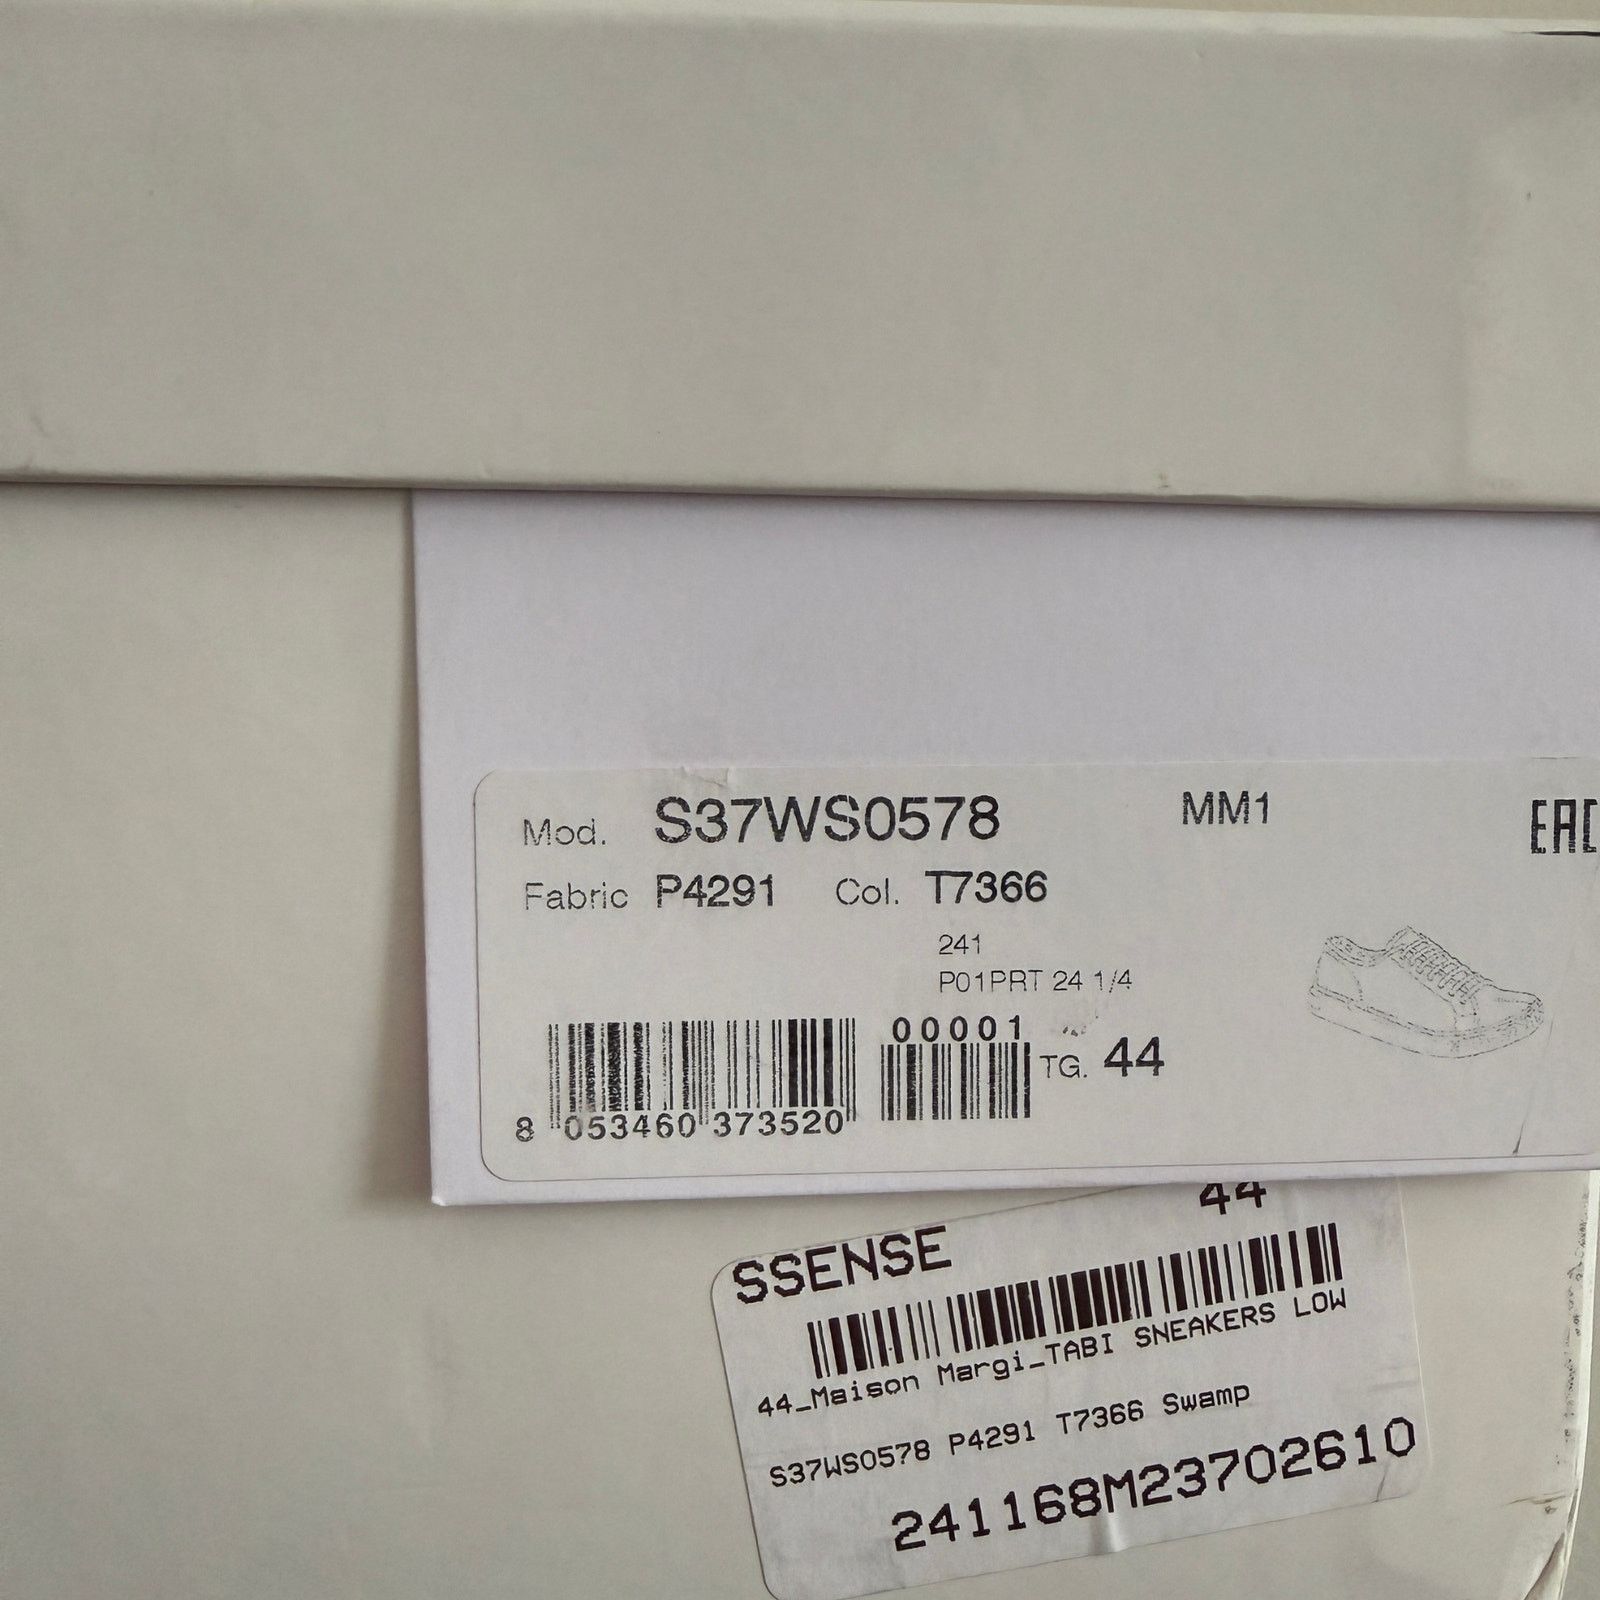 Mod. S37WS0578 MM1 EAC
Fabric P4291 Col. T7366
241
P01PRT 24 1/4
00001
TG. 44
8 053460 373520
44
SSENSE
44_Maison Margi_TABI SNEAKERS LOW
S37WS0578 P4291 T7366 Swamp
241168M23702610